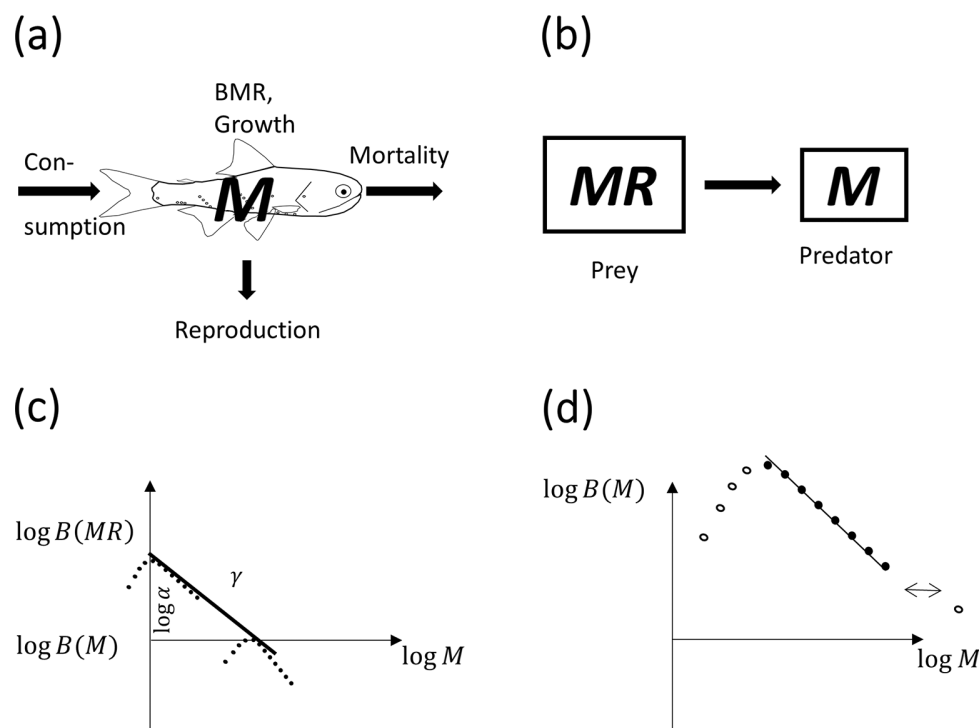 (a)
BMR,
Growth
Con-
sumption
M
Mortality
Reproduction
(b)
MR
M
Prey
Predator
(c)
log B(MR)
γ
log α
log B(M)
log M
(d)
log B(M)
log M